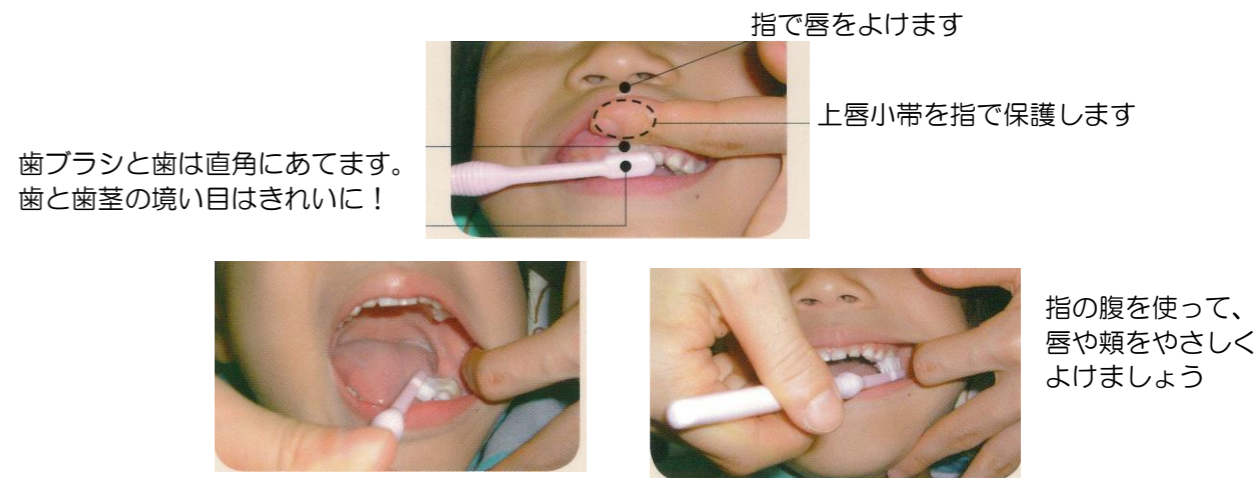 指で唇をよけます
上唇小帯を指で保護します
歯ブラシと歯は直角にあてます。
歯と歯茎の境い目はきれいに！
指の腹を使って、
唇や頬をやさしく
よけましょう